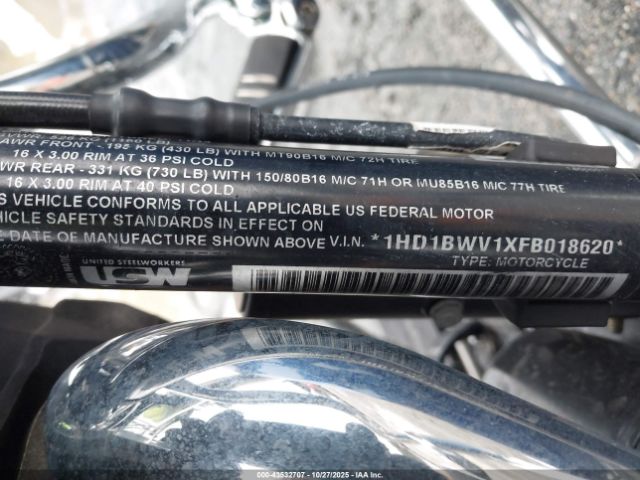 AWR FRONT - 195 KG (430 LB) WITH MT90B16 M/C 72H TIRE
16 X 3.00 RIM AT 36 PSI COLD
WR REAR - 331 KG (730 LB) WITH 150/80B16 M/C 71H OR MU85B16 M/C 77H TIRE
16 X 3.00 RIM AT 40 PSI COLD
S VEHICLE CONFORMS TO ALL APPLICABLE US FEDERAL MOTOR
VEHICLE SAFETY STANDARDS IN EFFECT ON
E DATE OF MANUFACTURE SHOWN ABOVE V.I.N. *1HD1BWV1XFB018620*
TYPE: MOTORCYCLE
UNITED STEELWORKERS
USW
000-43532707 - 10/27/2025 - IAA Inc.